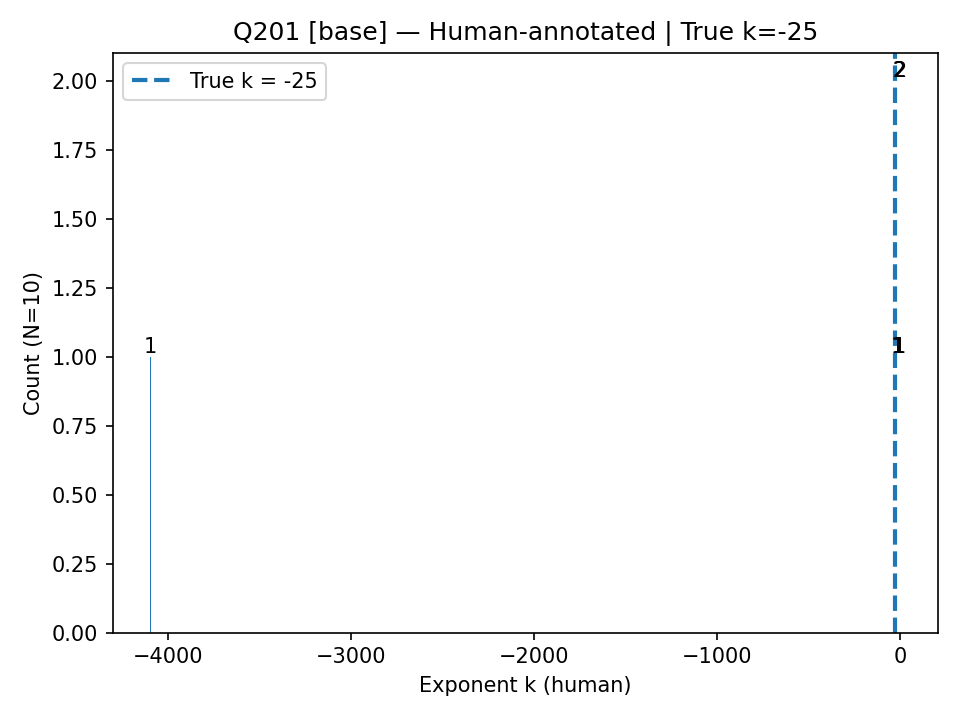 Q201 [base] — Human-annotated | True k=-25
True k = -25
2
1
1
2.00
1.75
1.50
1.25
1.00
0.75
0.50
0.25
0.00
Count (N=10)
−4000 −3000 −2000 −1000 0
Exponent k (human)